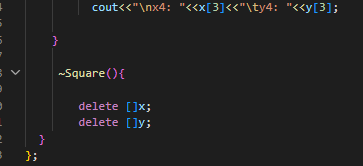 cout<<"\nx4: "<<x[3]<<"\ty4: "<<y[3];
}
~Square(){
delete []x;
delete []y;
}
};